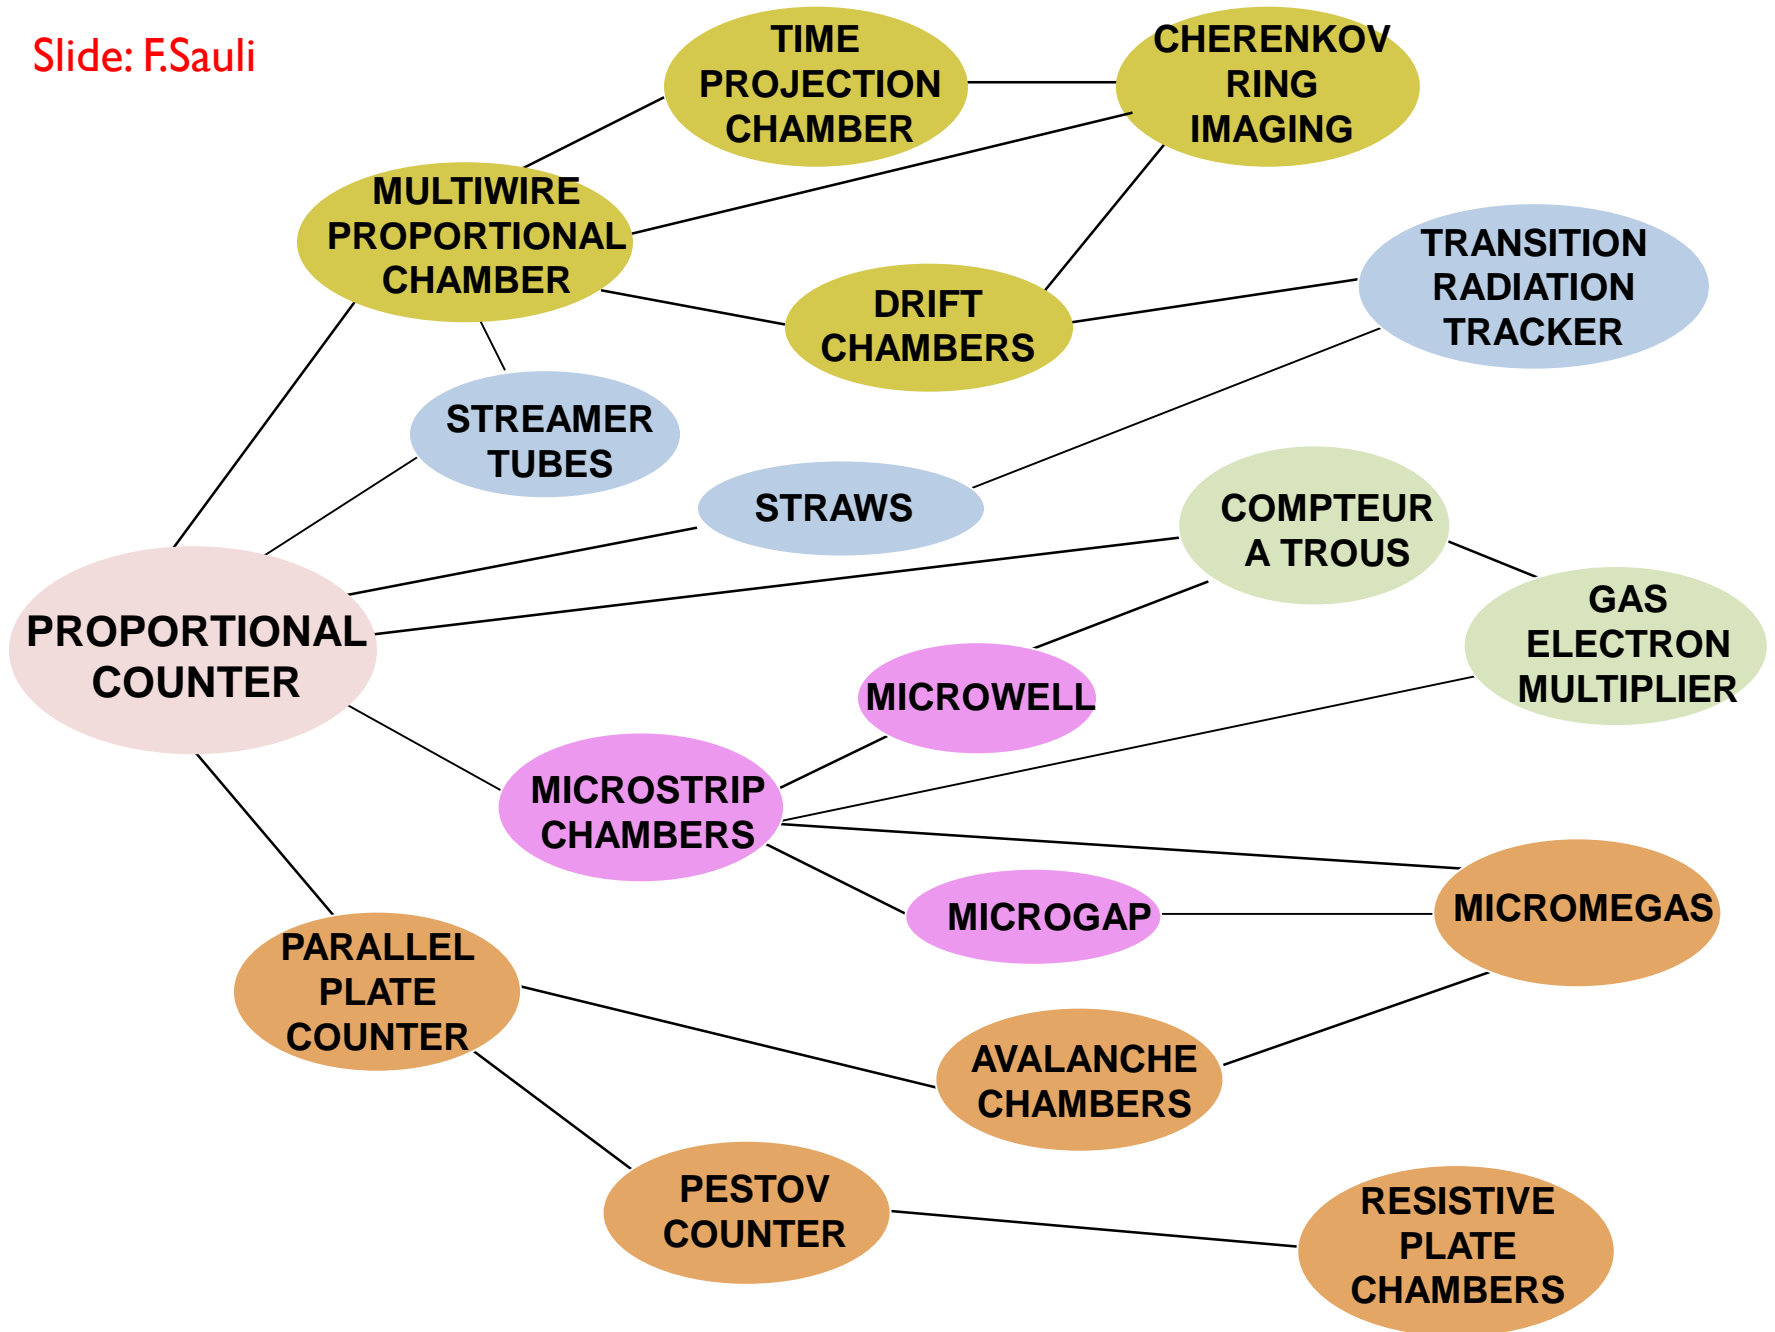 Slide: F.Sauli
TIME
PROJECTION
CHAMBER
CHERENKOV
RING
IMAGING
MULTIWIRE
PROPORTIONAL
CHAMBER
DRIFT
CHAMBERS
TRANSITION
RADIATION
TRACKER
STREAMER
TUBES
STRAWS
COMPTEUR
A TROUS
GAS
ELECTRON
MULTIPLIER
PROPORTIONAL
COUNTER
MICROWELL
MICROSTRIP
CHAMBERS
MICROGAP
MICROMEGAS
PARALLEL
PLATE
COUNTER
AVALANCHE
CHAMBERS
PESTOV
COUNTER
RESISTIVE
PLATE
CHAMBERS